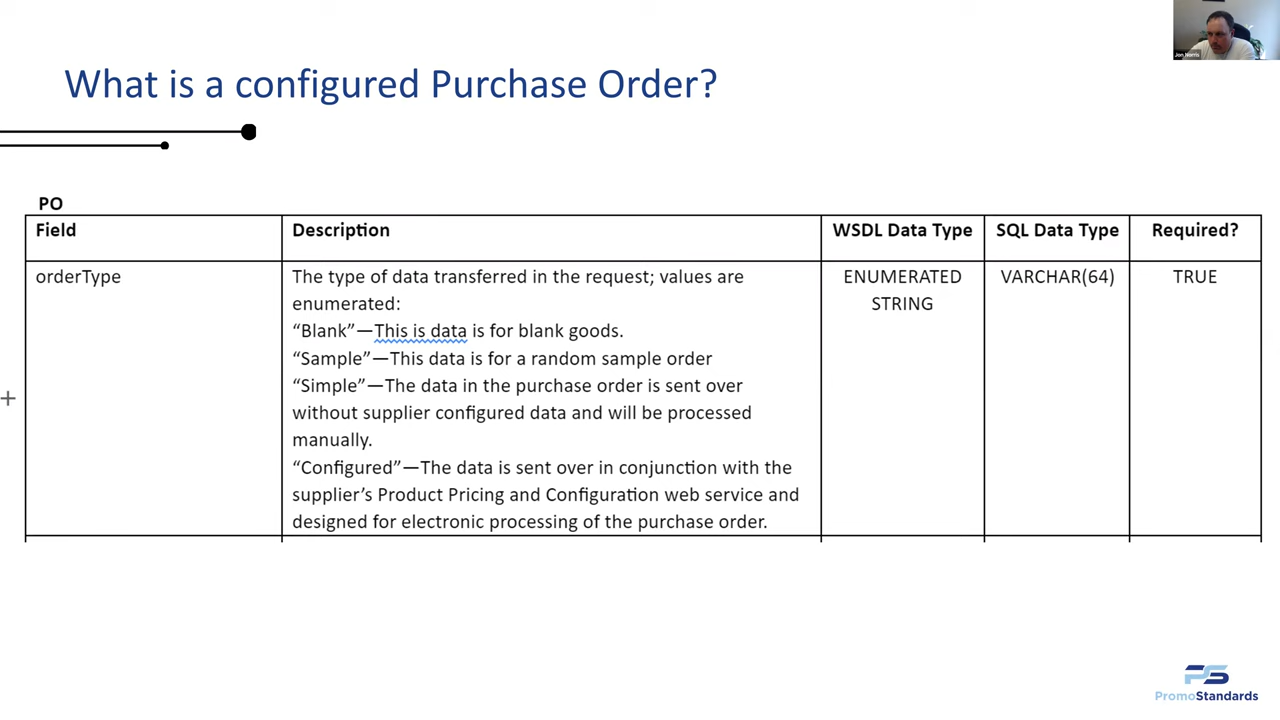 Jon Norris
What is a configured Purchase Order?
PO
Field Description WSDL Data Type SQL Data Type Required?
orderType The type of data transferred in the request; values are ENUMERATED VARCHAR(64) TRUE
enumerated: STRING
“Blank”—This is data is for blank goods.
“Sample”—This data is for a random sample order
“Simple”—The data in the purchase order is sent over
without supplier configured data and will be processed
manually.
“Configured”—The data is sent over in conjunction with the
supplier’s Product Pricing and Configuration web service and
designed for electronic processing of the purchase order.
PS
PromoStandards